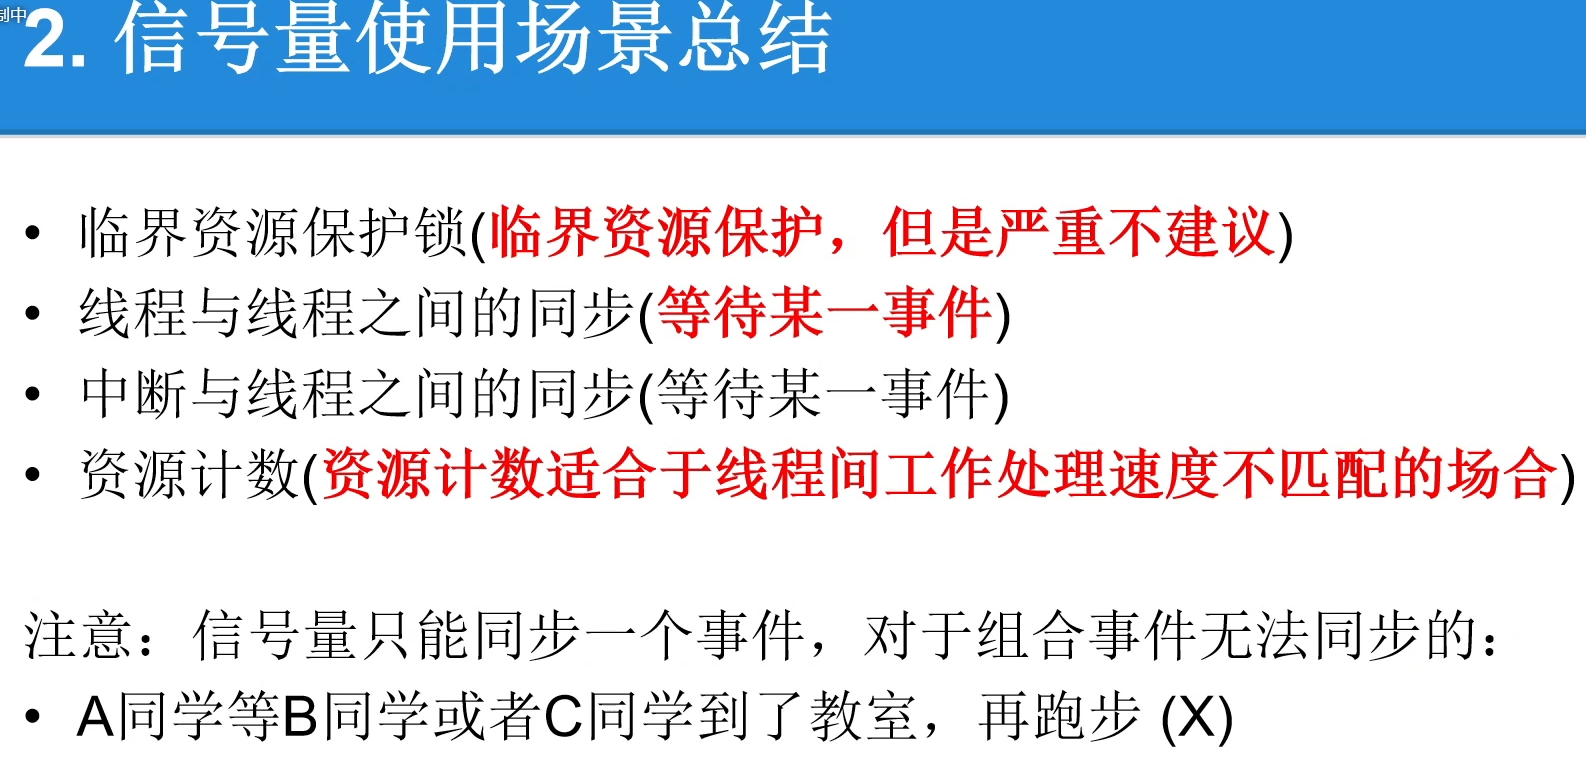 制中
2. 信号量使用场景总结
• 临界资源保护锁(临界资源保护，但是严重不建议)
• 线程与线程之间的同步(等待某一事件)
• 中断与线程之间的同步(等待某一事件)
• 资源计数(资源计数适合于线程间工作处理速度不匹配的场合)
注意：信号量只能同步一个事件，对于组合事件无法同步的：
• A同学等B同学或者C同学到了教室，再跑步 (X)